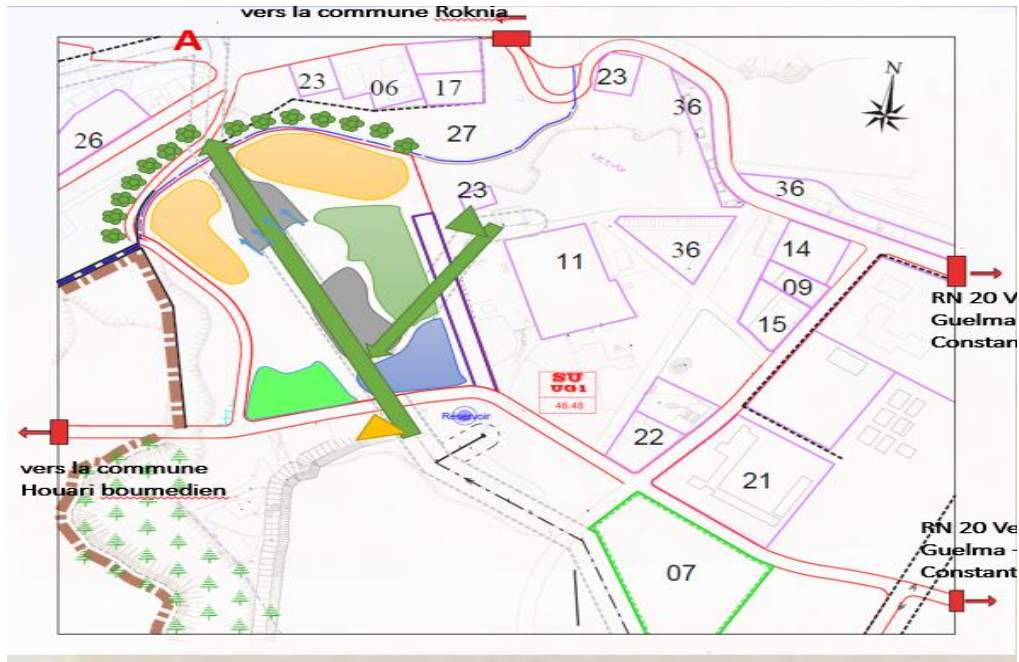 vers la commune Roknia
A
N
23
06
17
23
36
26
27
23
36
36
11
14
09
15
RN 20 V
Guelma
Constan
SU
UG1
46.48
Réservoir
22
21
vers la commune
Houari boumedien
07
RN 20 Ve
Guelma -
Constant